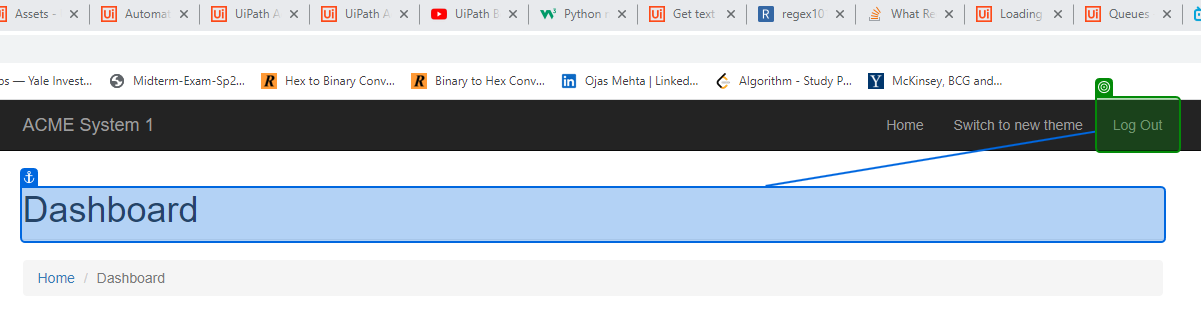 Assets - Automat UiPath A UiPath A UiPath B Python r Get text regex10 What Re Loading Queues
os — Yale Invest... Midterm-Exam-Sp2... Hex to Binary Conv... Binary to Hex Conv... Ojas Mehta | Linked... Algorithm - Study P... McKinsey, BCG and...
ACME System 1 Home Switch to new theme Log Out
Dashboard
Home / Dashboard